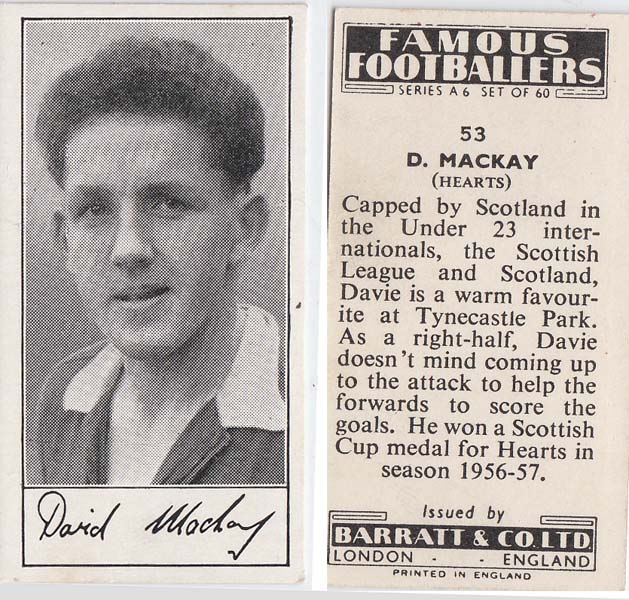 David Mackay
FAMOUS
FOOTBALLERS
SERIES A6 SET OF 60
53
D. MACKAY
(HEARTS)
Capped by Scotland in
the Under 23 inter-
nationals, the Scottish
League and Scotland,
Davie is a warm favour-
ite at Tynecastle Park.
As a right-half, Davie
doesn't mind coming up
to the attack to help the
forwards to score the
goals. He won a Scottish
Cup medal for Hearts in
season 1956-57.
Issued by
BARRATT & CO. LTD
LONDON - - ENGLAND
PRINTED IN ENGLAND